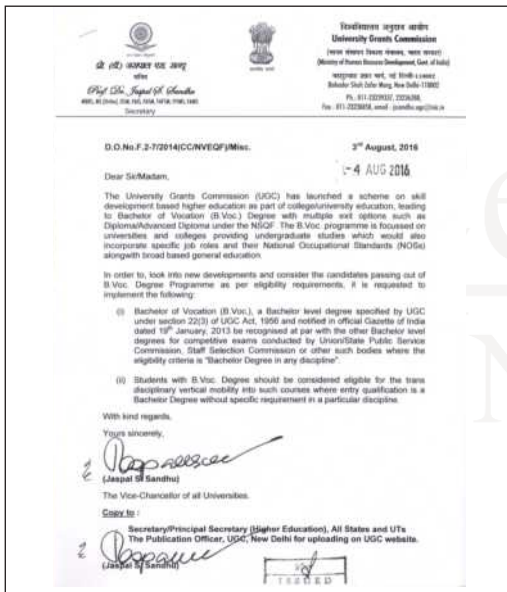 विश्वविद्यालय अनुदान आयोग
University Grants Commission
(मानव संसाधन विकास मंत्रालय, भारत सरकार)
(Ministry of Human Resource Development, Govt. of India)
बहादुरशाह ज़फ़र मार्ग, नई दिल्ली-110002
Bahadur Shah Zafar Marg, New Delhi-110002
प्रो. (डॉ.) जसपाल एस. सन्धू
सचिव
Prof. Dr. Jaspal S. Sandhu
Secretary
D.O.No.F.2-7/2014(CC/NVEQF)/Misc.
3rd August, 2016
4 AUG 2016
Dear Sir/Madam,
The University Grants Commission (UGC) has launched a scheme on skill
development based higher education as part of college/university education, leading
to Bachelor of Vocation (B.Voc.) Degree with multiple exit options such as
Diploma/Advanced Diploma under the NSQF. The B.Voc. programme is focussed on
universities and colleges providing undergraduate studies which would also
incorporate specific job roles and their National Occupational Standards (NOSs)
alongwith broad based general education.
In order to, look into new developments and consider the candidates passing out of
B.Voc. Degree Programme as per eligibility requirements, it is requested to
implement the following:
(i) Bachelor of Vocation (B.Voc.), a Bachelor level degree specified by UGC
under section 22(3) of UGC Act, 1956 and notified in official Gazette of India
dated 19th January, 2013 be recognised at par with the other Bachelor level
degrees for competitive exams conducted by Union/State Public Service
Commission, Staff Selection Commission or other such bodies where the
eligibility criteria is "Bachelor Degree in any discipline".
(ii) Students with B.Voc. Degree should be considered eligible for the trans
disciplinary vertical mobility into such courses where entry qualification is a
Bachelor Degree without specific requirement in a particular discipline.
With kind regards,
Yours sincerely,
(Jaspal S. Sandhu)
The Vice-Chancellor of all Universities.
Copy to :
Secretary/Principal Secretary (Higher Education), All States and UTs
The Publication Officer, UGC, New Delhi for uploading on UGC website.
(Jaspal S. Sandhu)
ISSUED